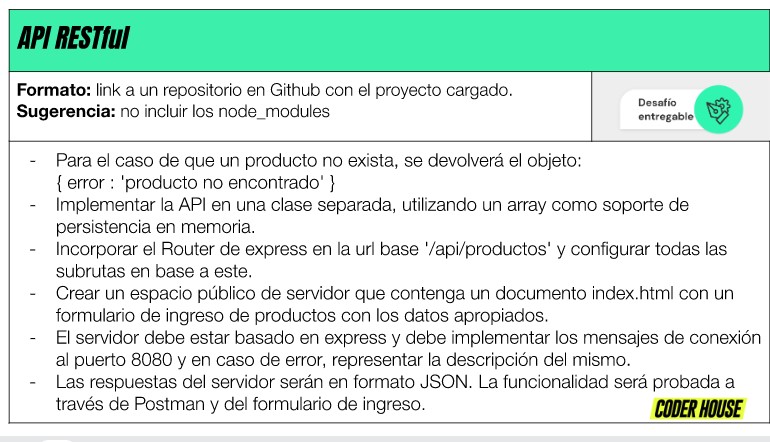 API RESTful
Formato: link a un repositorio en Github con el proyecto cargado.
Sugerencia: no incluir los node_modules
Desafío
entregable
- Para el caso de que un producto no exista, se devolverá el objeto:
{ error : 'producto no encontrado' }
- Implementar la API en una clase separada, utilizando un array como soporte de
persistencia en memoria.
- Incorporar el Router de express en la url base '/api/productos' y configurar todas las
subrutas en base a este.
- Crear un espacio público de servidor que contenga un documento index.html con un
formulario de ingreso de productos con los datos apropiados.
- El servidor debe estar basado en express y debe implementar los mensajes de conexión
al puerto 8080 y en caso de error, representar la descripción del mismo.
- Las respuestas del servidor serán en formato JSON. La funcionalidad será probada a
través de Postman y del formulario de ingreso.
CODER HOUSE